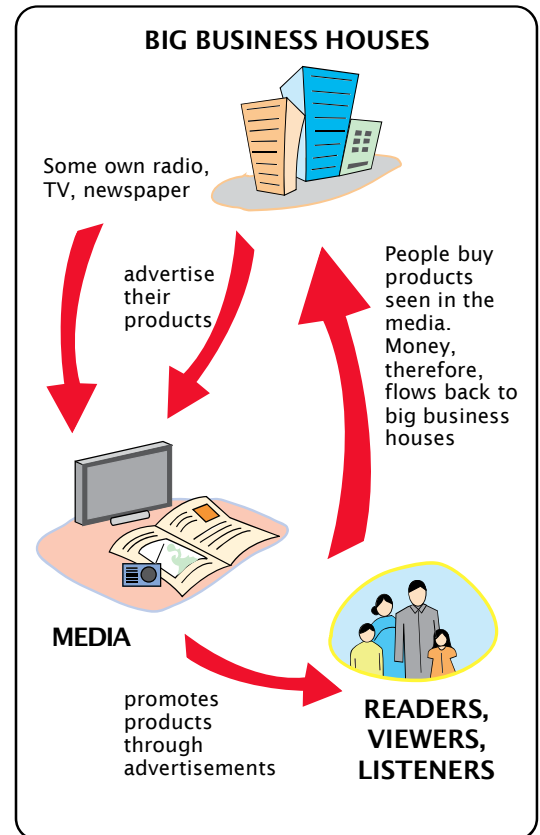 BIG BUSINESS HOUSES
Some own radio,
TV, newspaper
advertise
their
products
People buy
products
seen in the
media.
Money,
therefore,
flows back to
big business
houses
MEDIA
promotes
products
through
advertisements
READERS,
VIEWERS,
LISTENERS